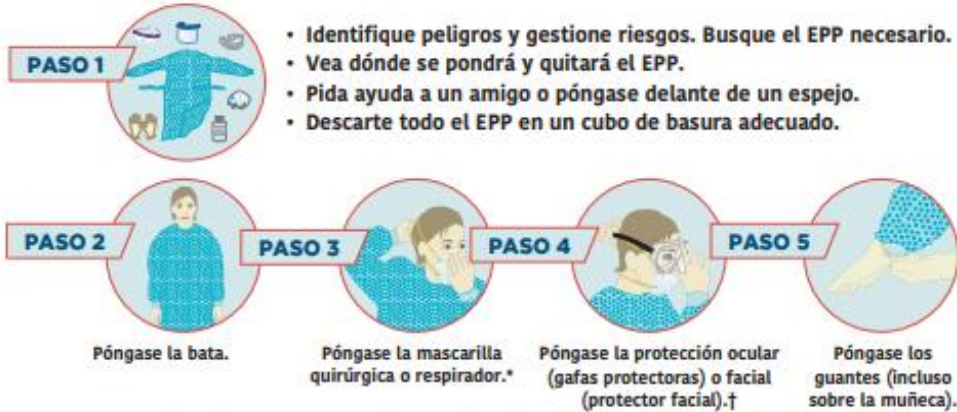 PASO 1
• Identifique peligros y gestione riesgos. Busque el EPP necesario.
• Vea dónde se pondrá y quitará el EPP.
• Pida ayuda a un amigo o póngase delante de un espejo.
• Descarte todo el EPP en un cubo de basura adecuado.
PASO 2
Póngase la bata.
PASO 3
Póngase la mascarilla
quirúrgica o respirador.*
PASO 4
Póngase la protección ocular
(gafas protectoras) o facial
(protector facial).†
PASO 5
Póngase los
guantes (incluso
sobre la muñeca).